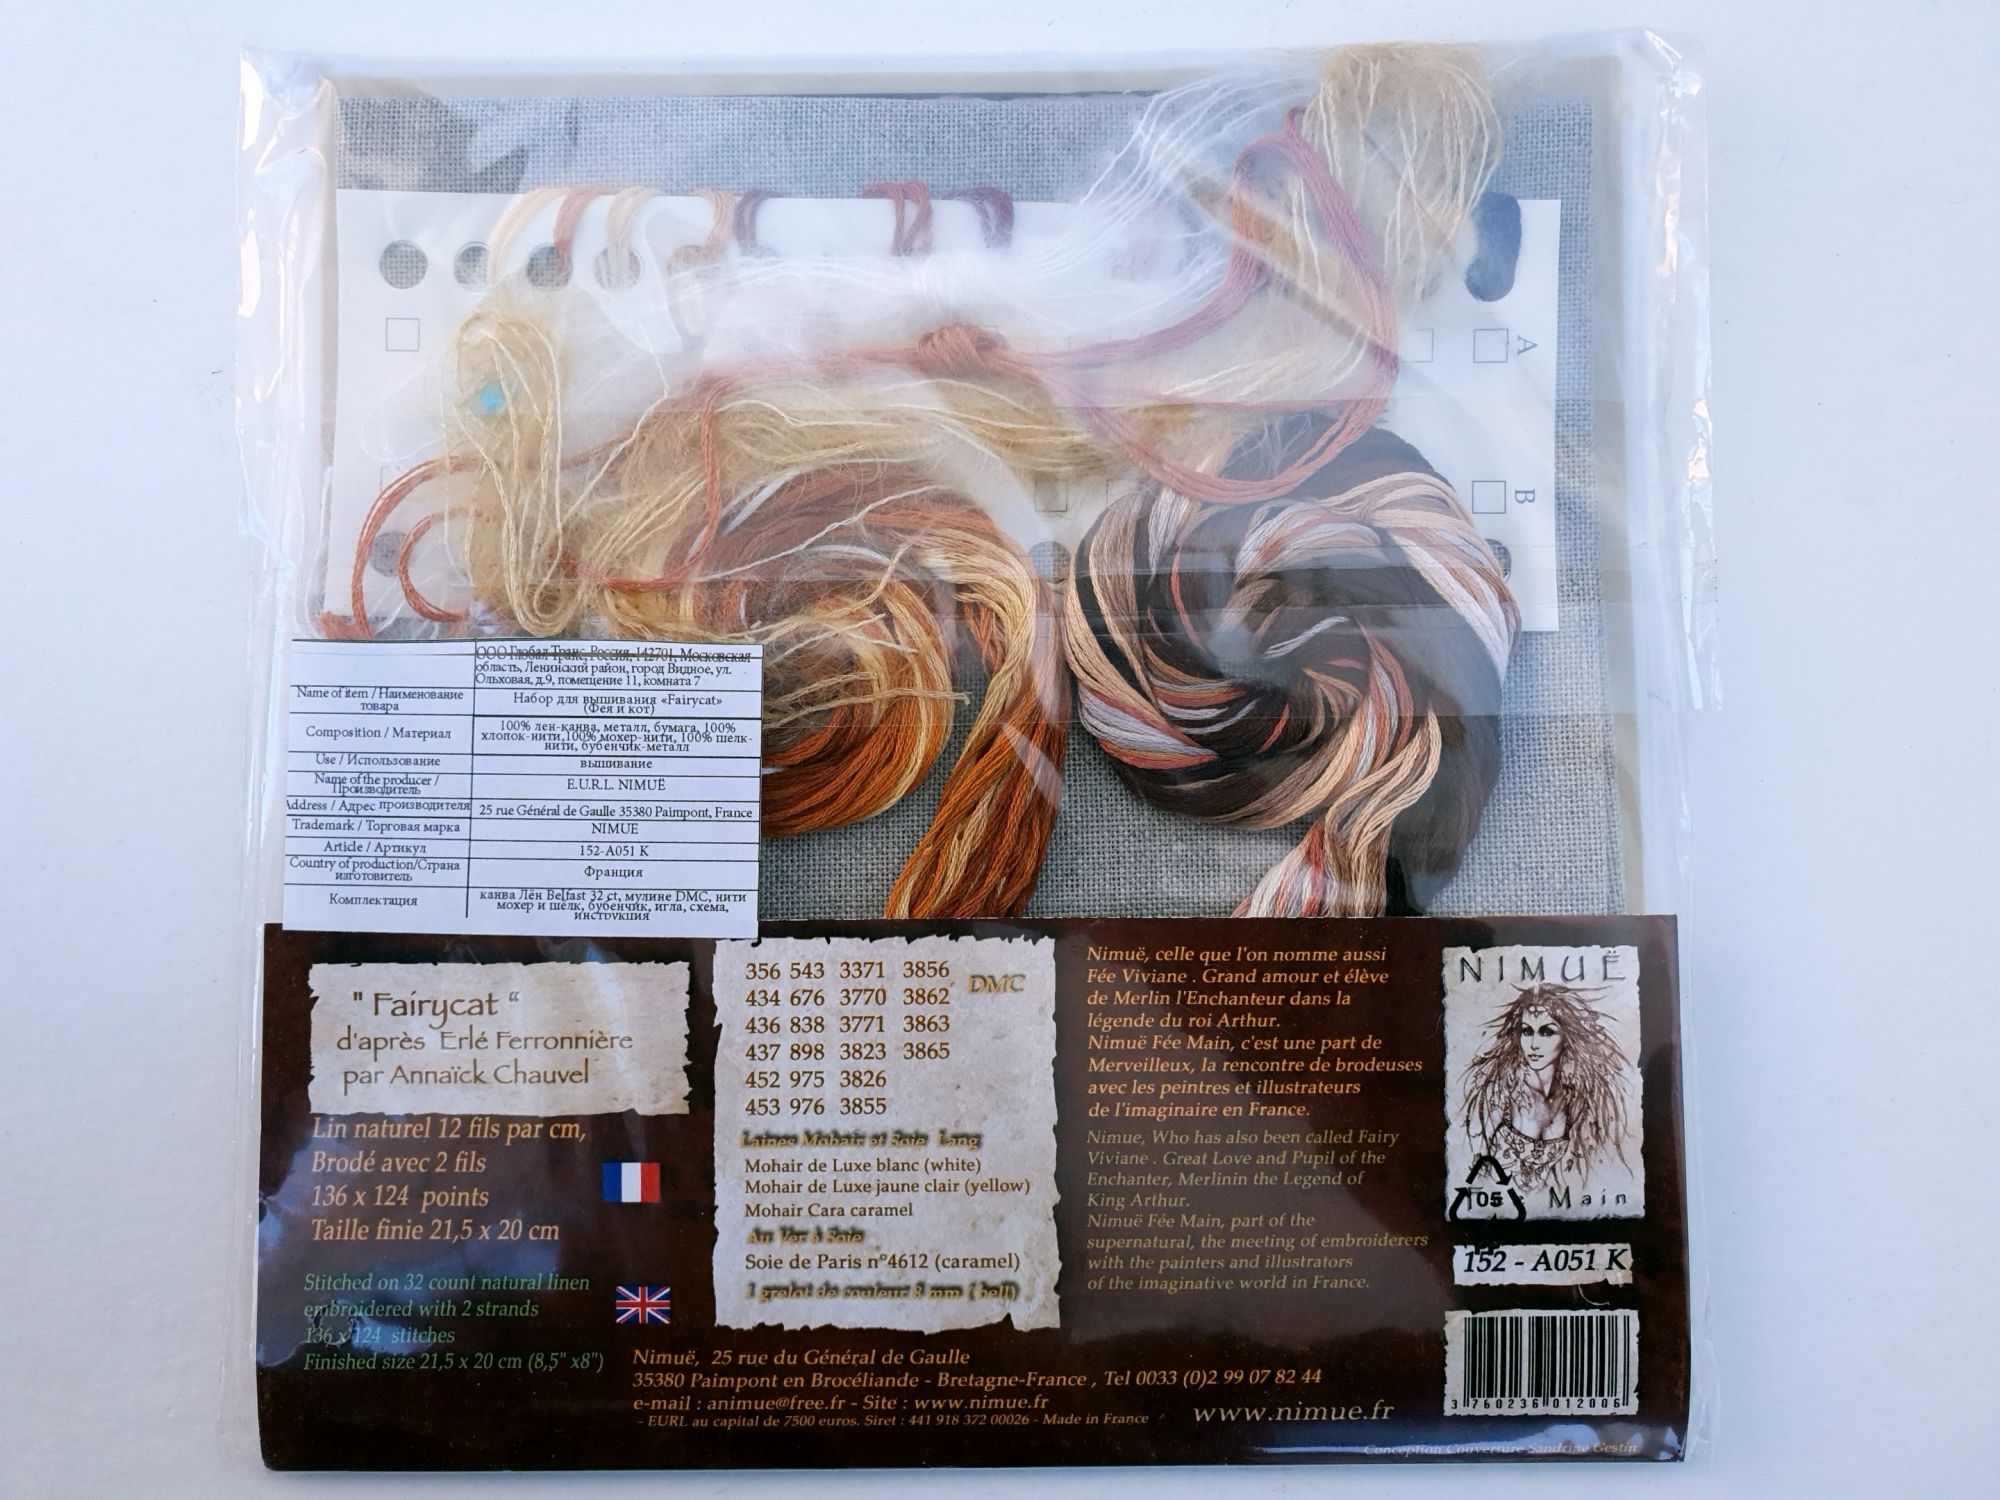 A
B
ООО Глобал Транс, Россия, 142701, Московская
область, Ленинский район, город Видное, ул.
Ольховая, д.9, помещение 11, комната 7
Name of item / Наименование
товара
Набор для вышивания «Fairycat»
(Фея и кот)
Composition / Материал
100% лен-канва, металл, бумага, 100%
хлопок-нити,100% мохер-нити, 100% шелк-
нити, бубенчик-металл
Use / Использование
вышивание
Name of the producer /
Производитель
E.U.R.L. NIMUË
Address / Адрес производителя
25 rue Général de Gaulle 35380 Paimpont, France
Trademark / Торговая марка
NIMUE
Article / Артикул
152-A051 K
Country of production/Страна
изготовитель
Франция
Комплектация
канва Лён Belfast 32 ct, мулине DMC, нити
мохер и шёлк, бубенчик, игла, схема,
инструкция
" Fairycat “
d'après Erlé Ferronnière
par Annaïck Chauvel
Lin naturel 12 fils par cm,
Brodé avec 2 fils
136 x 124 points
Taille finie 21,5 x 20 cm
Stitched on 32 count natural linen
embroidered with 2 strands
136 x 124 stitches
Finished size 21,5 x 20 cm (8,5" x8")
356 543 3371 3856
434 676 3770 3862
436 838 3771 3863
437 898 3823 3865
452 975 3826
453 976 3855
DMC
Laines Mohair et Soie Lang
Mohair de Luxe blanc (white)
Mohair de Luxe jaune clair (yellow)
Mohair Cara caramel
Au Ver à Soie
Soie de Paris n°4612 (caramel)
1 grelot de couleur 8 mm ( bell)
Nimuë, celle que l'on nomme aussi
Fée Viviane . Grand amour et élève
de Merlin l'Enchanteur dans la
légende du roi Arthur.
Nimuë Fée Main, c'est une part de
Merveilleux, la rencontre de brodeuses
avec les peintres et illustrateurs
de l'imaginaire en France.
Nimue, Who has also been called Fairy
Viviane . Great Love and Pupil of the
Enchanter, Merlinin the Legend of
King Arthur.
Nimuë Fée Main, part of the
supernatural, the meeting of embroiderers
with the painters and illustrators
of the imaginative world in France.
NIMUË
05
Main
152 - A051 K
3 760236 012006
Nimuë, 25 rue du Général de Gaulle
35380 Paimpont en Brocéliande - Bretagne-France , Tel 0033 (0)2 99 07 82 44
e-mail : animue@free.fr - Site : www.nimue.fr
- EURL au capital de 7500 euros. Siret : 441 918 372 00026 - Made in France
www.nimue.fr
Conception Couverture Sandrine Gestin